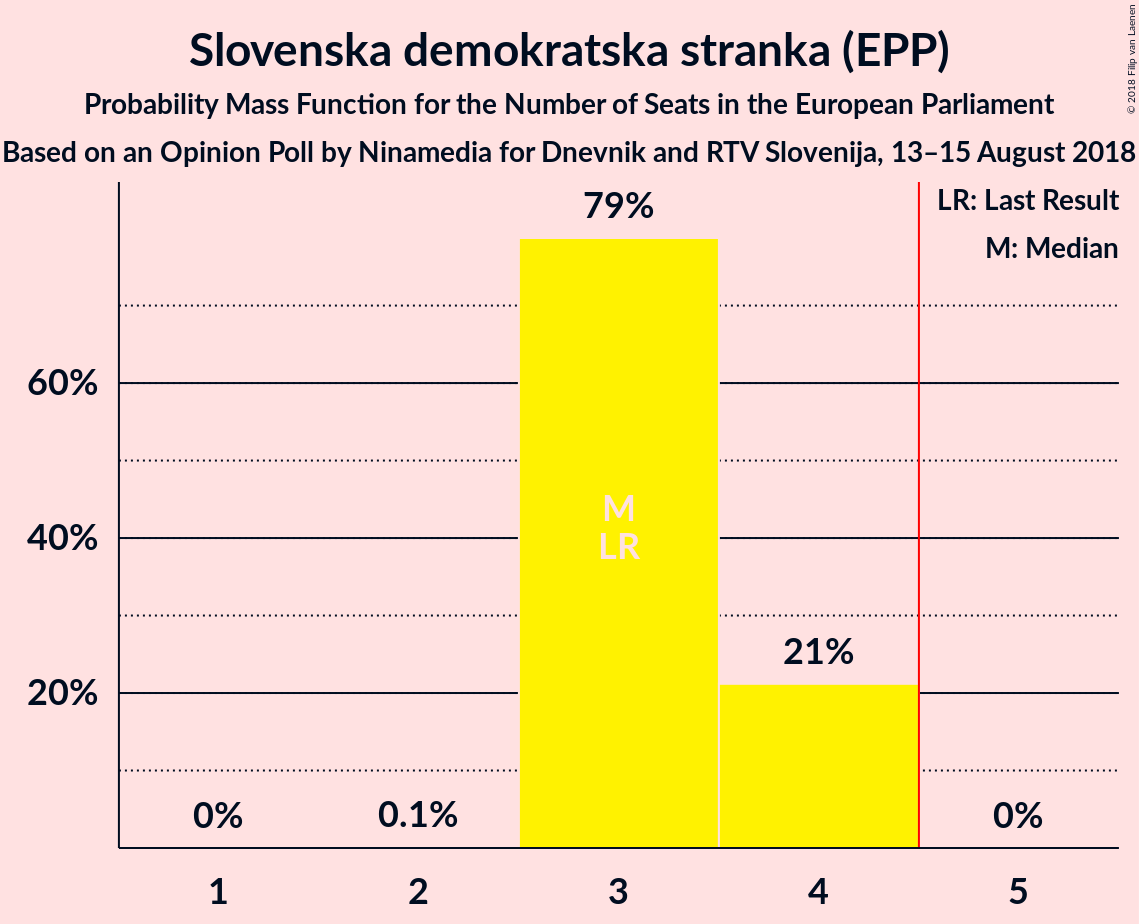 Slovenska demokratska stranka (EPP)
Probability Mass Function for the Number of Seats in the European Parliament
Based on an Opinion Poll by Ninamedia for Dnevnik and RTV Slovenija, 13–15 August 2018
© 2018 Filip van Laenen
LR: Last Result
M: Median
79%
60%
M
40%
LR
21%
20%
0%
0.1%
0%
1 2 3 4 5